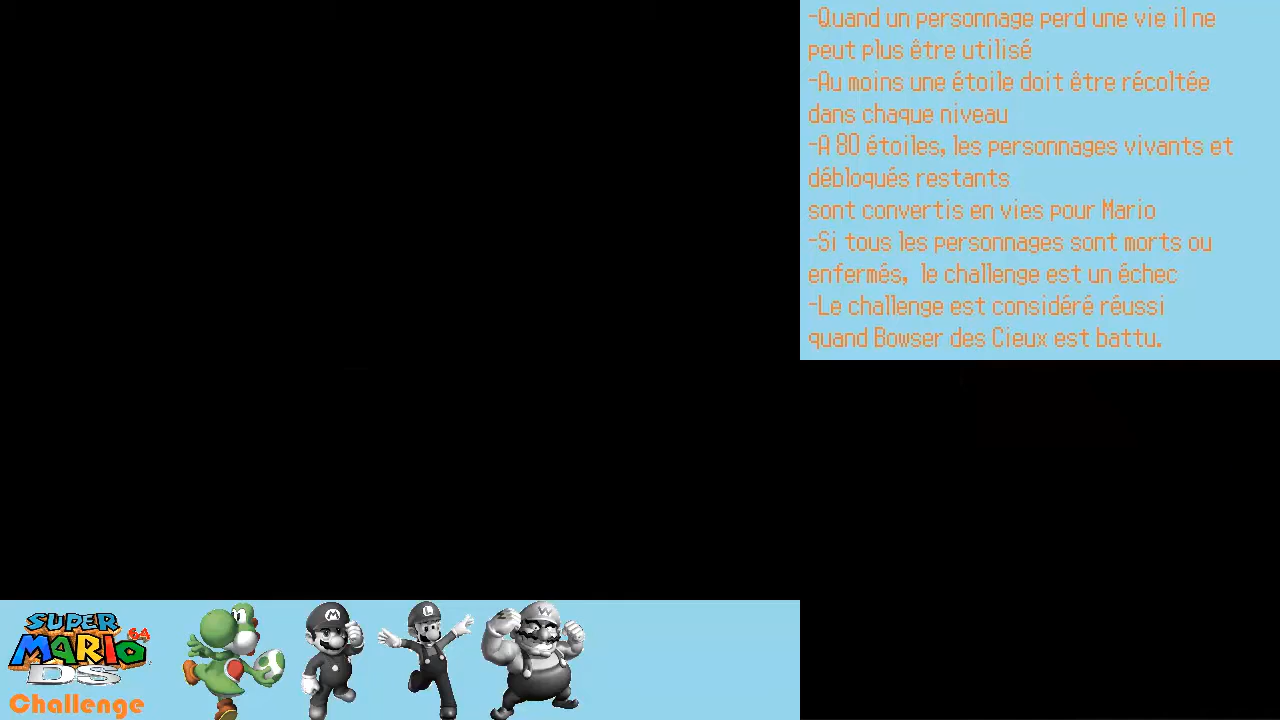 -Quand un personnage perd une vie il ne
peut plus être utilisé
-Au moins une étoile doit être récoltée
dans chaque niveau
-A 80 étoiles, les personnages vivants et
débloqués restants
sont convertis en vies pour Mario
-Si tous les personnages sont morts ou
enfermés, le challenge est un échec
-Le challenge est considéré réussi
quand Bowser des Cieux est battu.
SUPER
MARIO 64
DS
Challenge
M
L
W